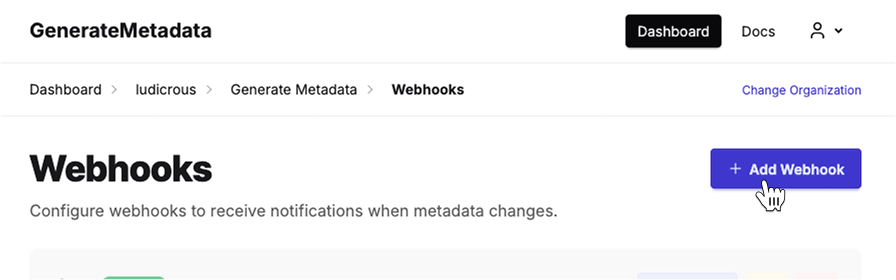 GenerateMetadata
Dashboard
Docs
Dashboard > ludicrous > Generate Metadata > Webhooks
Change Organization
Webhooks
+ Add Webhook
Configure webhooks to receive notifications when metadata changes.